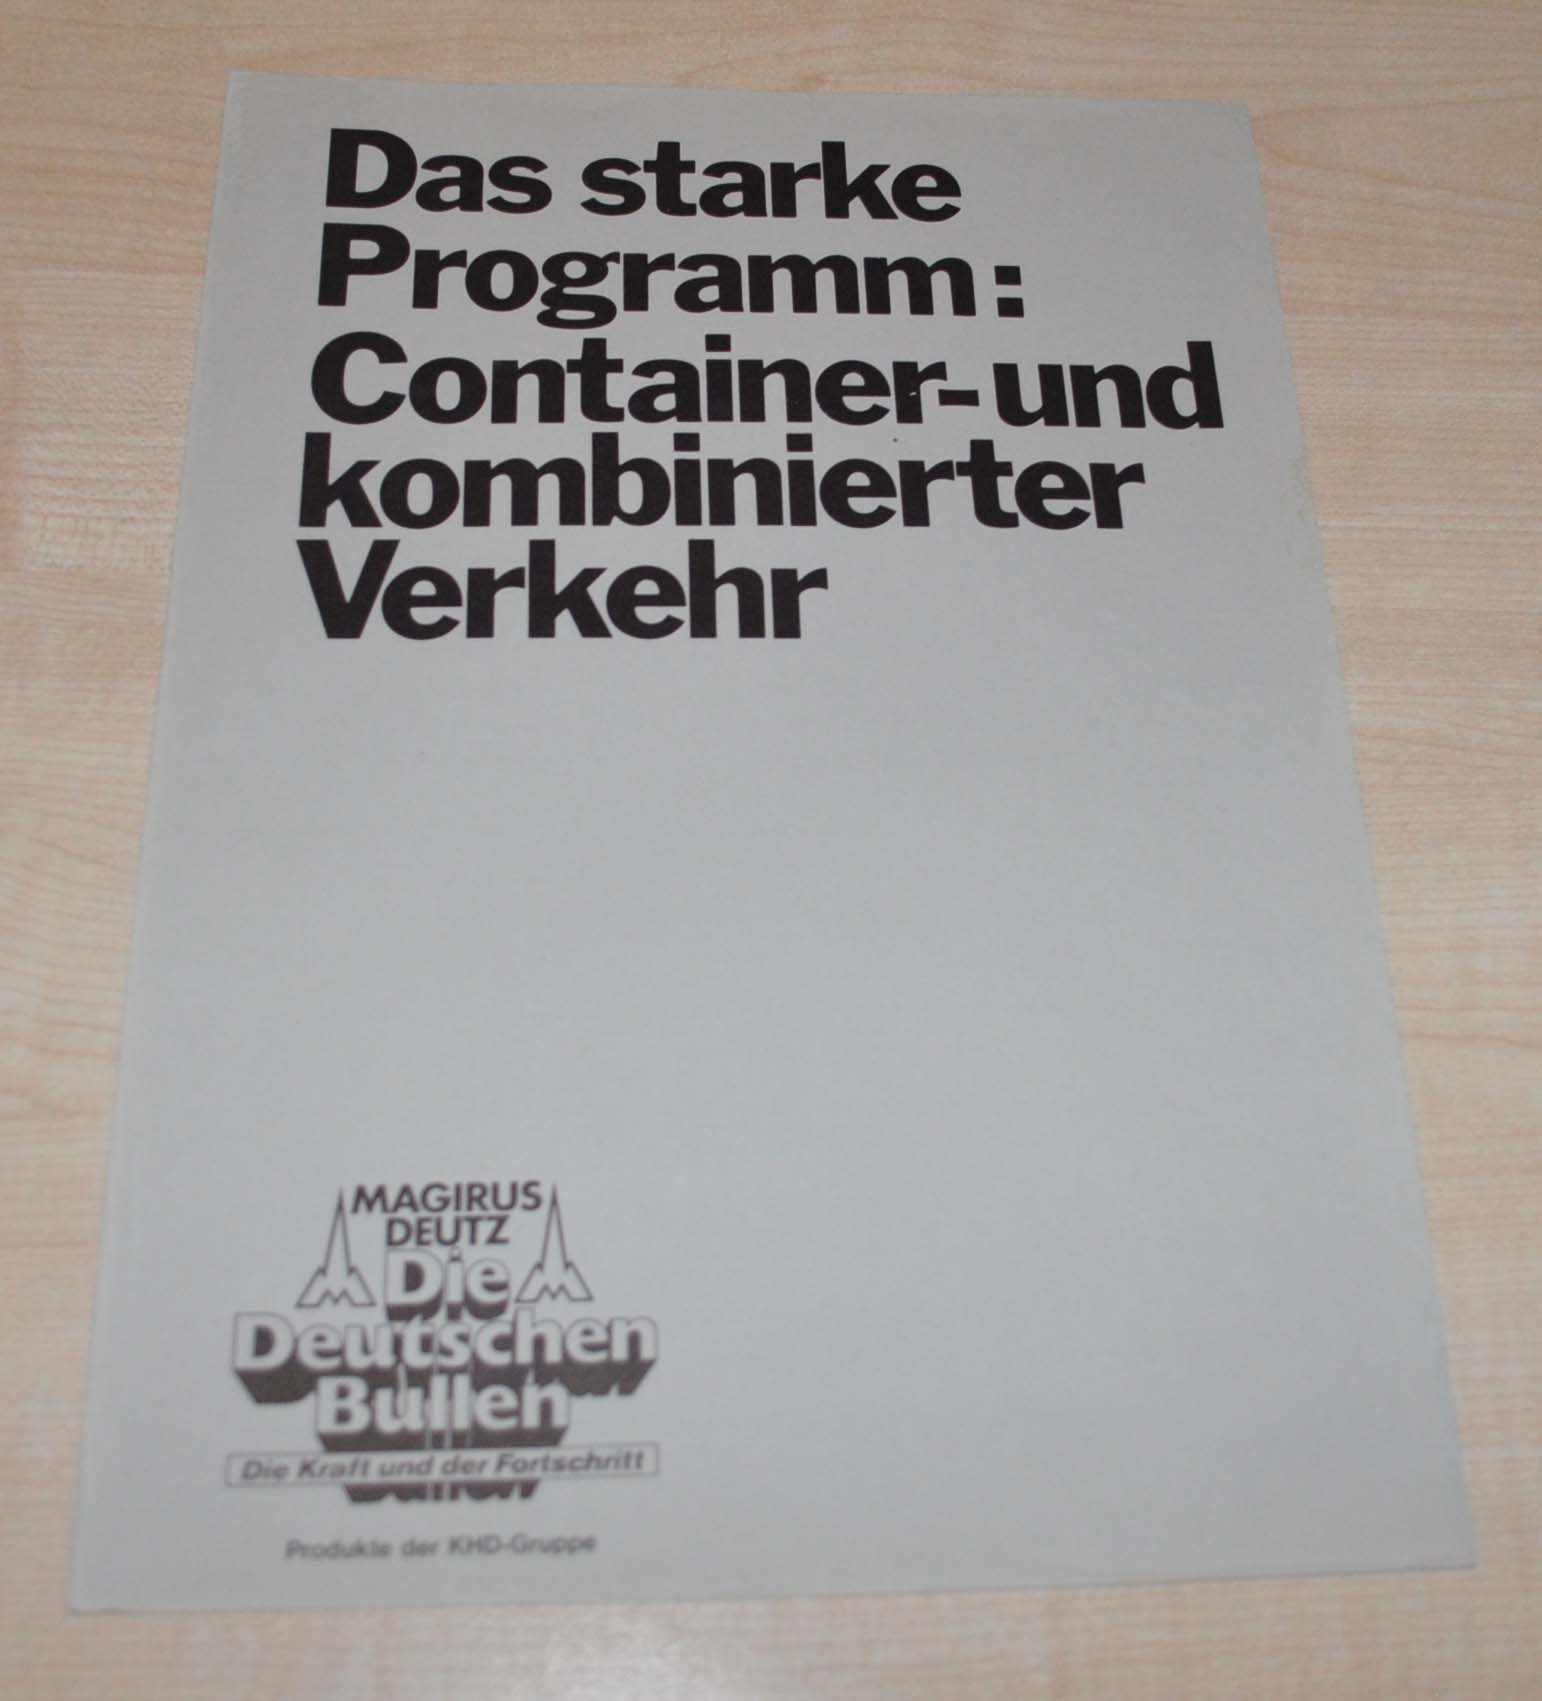 Das starke
Programm:
Container- und
kombinierter
Verkehr
MAGIRUS
DEUTZ
Die
Deutschen
Bullen
Die Kraft und der Fortschritt
Produkte der KHD-Gruppe